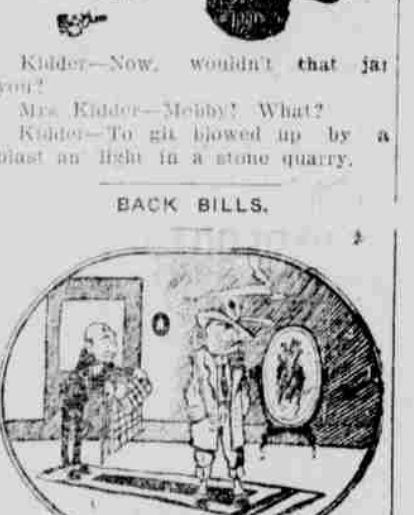 Kidder—Now, wouldn't that jar
you?
Mrs Kidder—Mebby! What?
Kidder—To git blowed up by a
blast an' light in a stone quarry.
BACK BILLS.